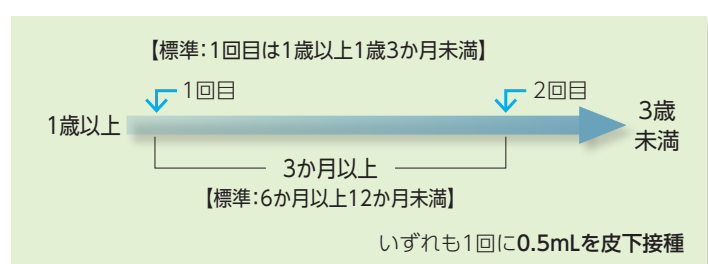 【標準:1回目は1歳以上1歳3か月未満】
1回目
2回目
1歳以上
3歳
未満
3か月以上
【標準:6か月以上12か月未満】
いずれも1回に0.5mLを皮下接種